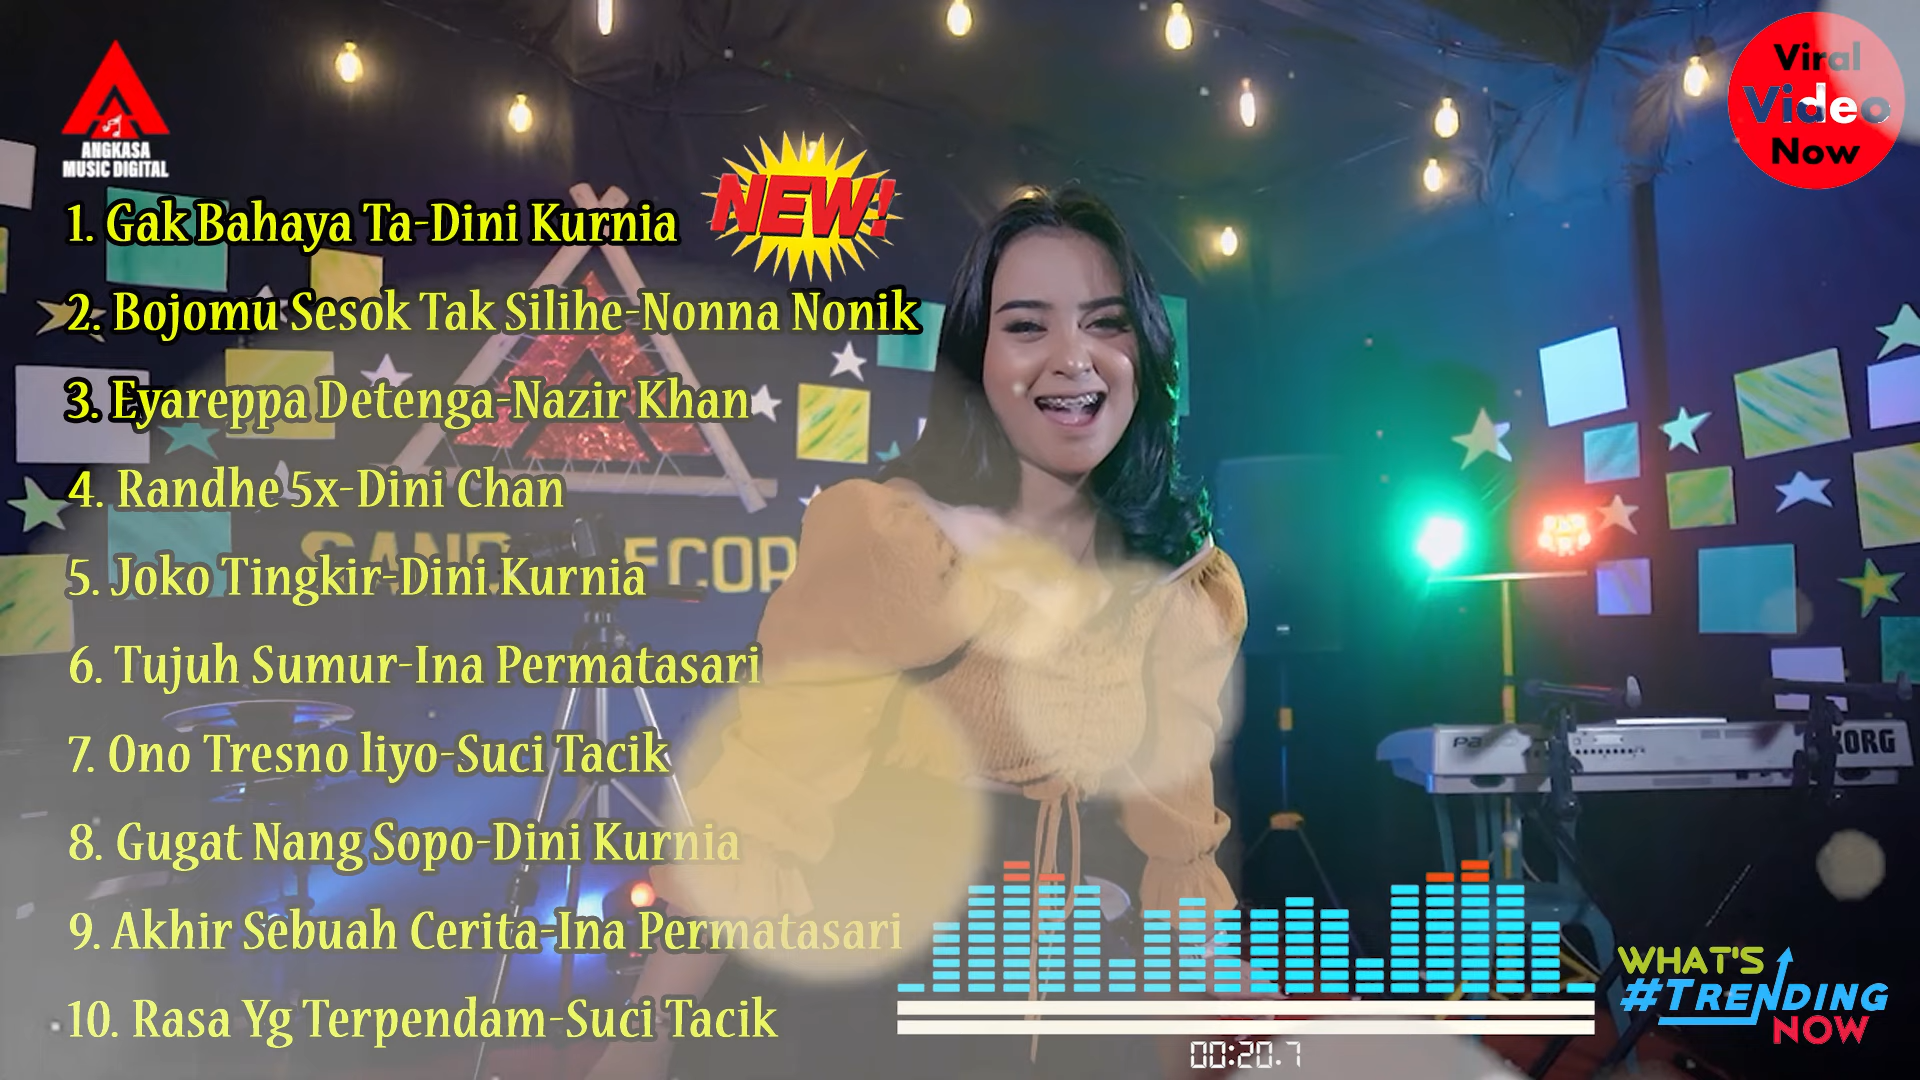 ANGKASA
MUSIC DIGITAL
Viral
Video
Now
NEW!
1. Gak Bahaya Ta-Dini Kurnia
2. Bojomu Sesok Tak Silihe-Nonna Nonik
3. Eyareppa Detenga-Nazir Khan
4. Randhe 5x-Dini Chan
5. Joko Tingkir-Dini Kurnia
6. Tujuh Sumur-Ina Permatasari
7. Ono Tresno liyo-Suci Tacik
8. Gugat Nang Sopo-Dini Kurnia
9. Akhir Sebuah Cerita-Ina Permatasari
10. Rasa Yg Terpendam-Suci Tacik
KORG
WHAT'S
#TRENDING
NOW
00:20.7